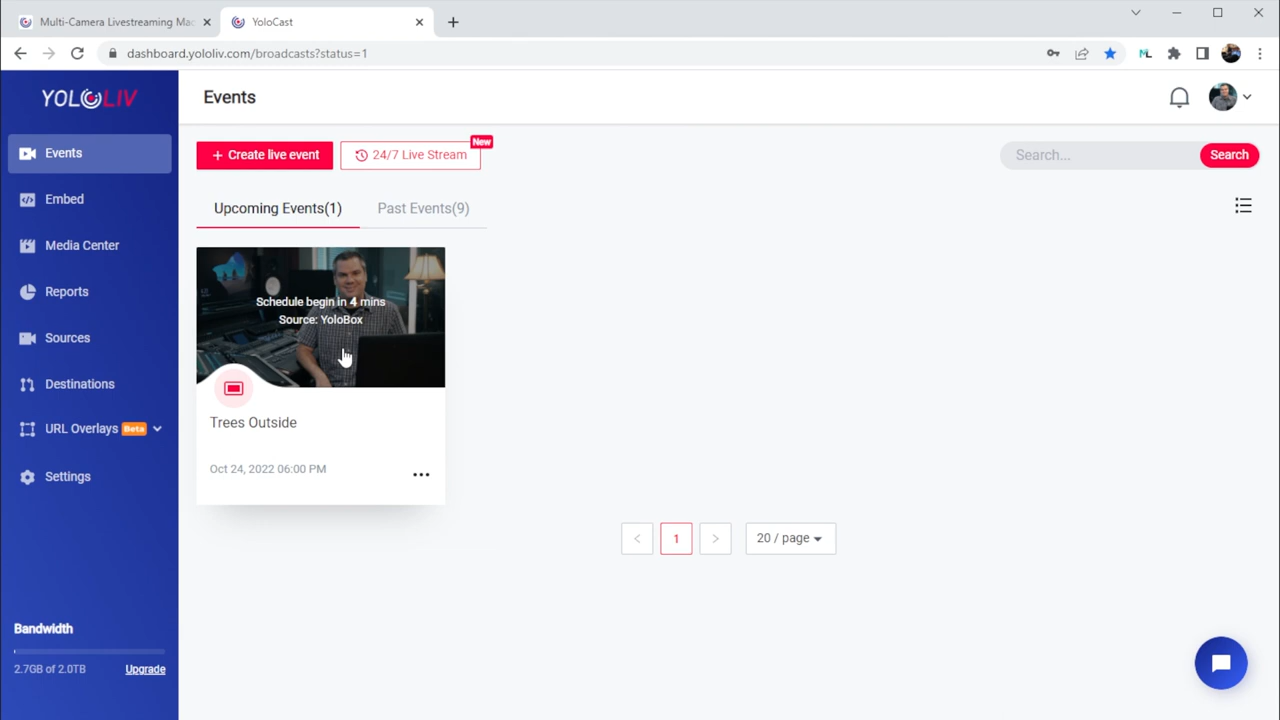 Multi-Camera Livestreaming Mac
YoloCast
dashboard.yololiv.com/broadcasts?status=1
YOLOLIV
Events
Events
Embed
Media Center
Reports
Sources
Destinations
URL Overlays Beta
Settings
Bandwidth
2.7GB of 2.0TB Upgrade
+ Create live event
24/7 Live Stream
New
Search...
Search
Upcoming Events(1)
Past Events(9)
Schedule begin in 4 mins
Source: YoloBox
Trees Outside
Oct 24, 2022 06:00 PM
< 1 > 20 / page